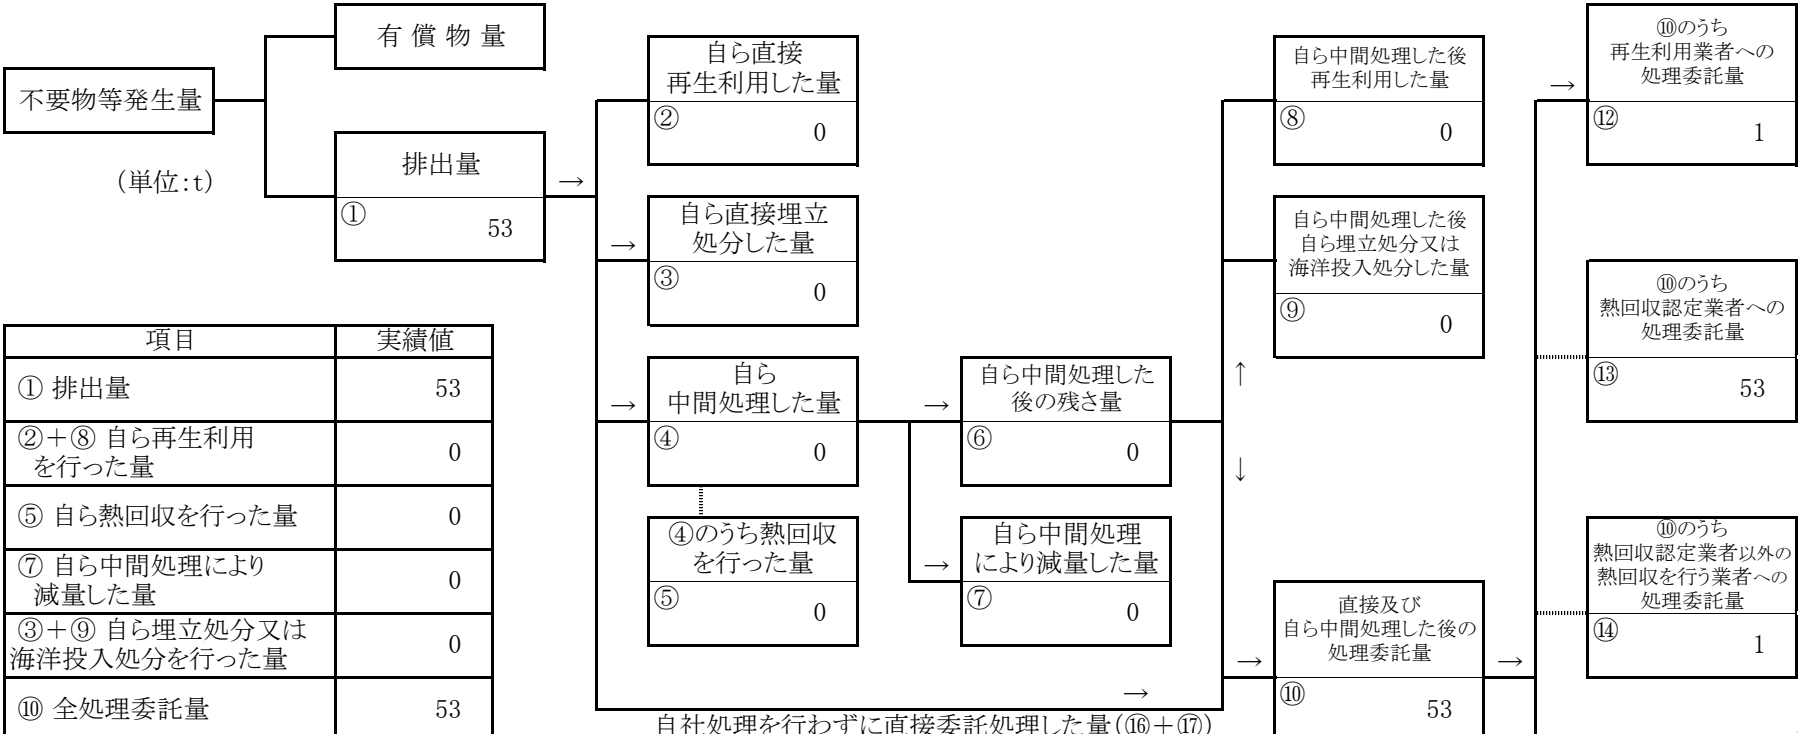 有 償 物 量
不要物等発生量
(単位:t)
排出量
①
53
→
自ら直接
再生利用した量
②
0
→
自ら直接埋立
処分した量
③
0
→
自ら
中間処理した量
④
0
④のうち熱回収
を行った量
⑤
0
→
自ら中間処理した
後の残さ量
⑥
0
→
自ら中間処理
により減量した量
⑦
0
自ら中間処理した後
再生利用した量
⑧
0
自ら中間処理した後
自ら埋立処分又は
海洋投入処分した量
⑨
0
↑
↓
→
直接及び
自ら中間処理した後の
処理委託量
⑩
53
→
→
自社処理を行わずに直接委託処理した量(⑯+⑰)
→
⑩のうち
再生利用業者への
処理委託量
⑫
1
⑩のうち
熱回収認定業者への
処理委託量
⑬
53
⑩のうち
熱回収認定業者以外の
熱回収を行う業者への
処理委託量
⑭
1
項目 実績値
① 排出量 53
②+⑧ 自ら再生利用
を行った量 0
⑤ 自ら熱回収を行った量 0
⑦ 自ら中間処理により
減量した量 0
③+⑨ 自ら埋立処分又は
海洋投入処分を行った量 0
⑩ 全処理委託量 53